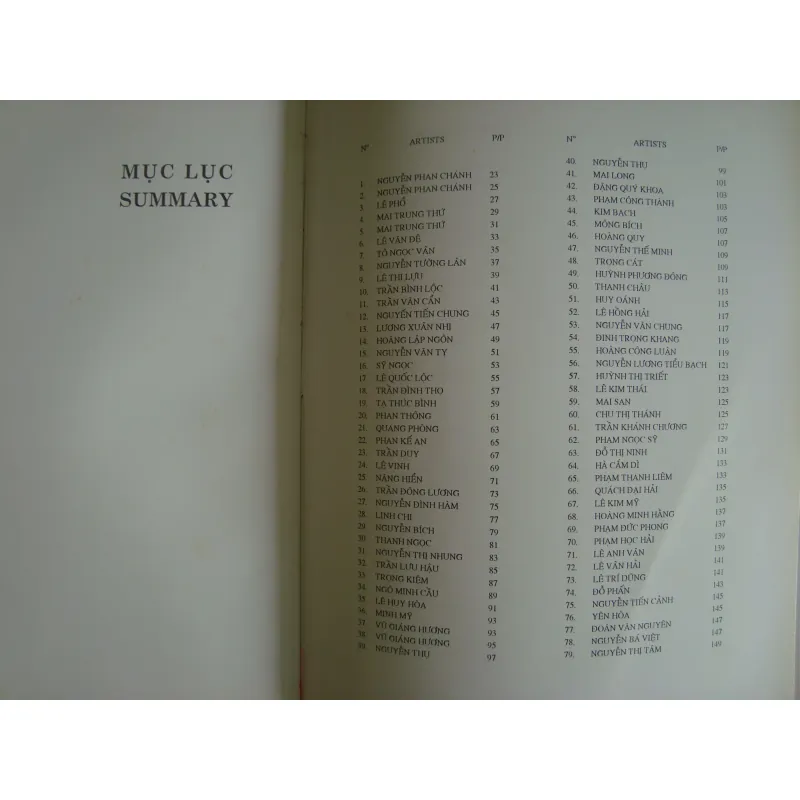 MỤC LỤC
SUMMARY
N° ARTISTS P/P
1. NGUYỄN PHAN CHÁNH 23
2. NGUYỄN PHAN CHÁNH 25
3. LÊ PHỔ 27
4. MAI TRUNG THỨ 29
5. MAI TRUNG THỨ 31
6. LÊ VĂN ĐỆ 33
7. TÔ NGỌC VÂN 35
8. NGUYỄN TƯỜNG LÂN 37
9. LÊ THỊ LỰU 39
10. TRẦN BÌNH LỘC 41
11. TRẦN VĂN CẨN 43
12. NGUYỄN TIẾN CHUNG 45
13. LƯƠNG XUÂN NHỊ 47
14. HOÀNG LẬP NGÔN 49
15. NGUYỄN VĂN TỴ 51
16. SỸ NGỌC 53
17. LÊ QUỐC LỘC 55
18. TRẦN ĐÌNH THỌ 57
19. TẠ THÚC BÌNH 59
20. PHAN THÔNG 61
21. QUANG PHÒNG 63
22. PHAN KẾ AN 65
23. TRẦN DUY 67
24. LÊ VINH 69
25. NĂNG HIỂN 71
26. TRẦN ĐÔNG LƯƠNG 73
27. NGUYỄN ĐÌNH HÀM 75
28. LINH CHI 77
29. NGUYỄN BÍCH 79
30. THANH NGỌC 81
31. NGUYỄN THỊ NHUNG 83
32. TRẦN LƯU HẬU 85
33. TRỌNG KIỆM 87
34. NGÔ MINH CẦU 89
35. LÊ HUY HÒA 91
36. MINH MỸ 93
37. VŨ GIÁNG HƯƠNG 93
38. VŨ GIÁNG HƯƠNG 95
39. NGUYỄN THỤ 97
N° ARTISTS P/P
40. NGUYỄN THỤ 99
41. MAI LONG 101
42. ĐẶNG QUÝ KHOA 103
43. PHẠM CÔNG THÀNH 103
44. KIM BẠCH 105
45. MỘNG BÍCH 107
46. HOÀNG QUY 107
47. NGUYỄN THẾ MINH 109
48. TRỌNG CÁT 109
49. HUỲNH PHƯƠNG ĐÔNG 111
50. THANH CHÂU 113
51. HUY OÁNH 115
52. LÊ HỒNG HẢI 117
53. NGUYỄN VĂN CHUNG 117
54. ĐINH TRỌNG KHANG 119
55. HOÀNG CÔNG LUẬN 119
56. NGUYỄN LƯƠNG TIỂU BẠCH 121
57. HUỲNH THỊ TRIẾT 123
58. LÊ KIM THÁI 123
59. MAI SAN 125
60. CHU THỊ THÁNH 125
61. TRẦN KHÁNH CHƯƠNG 127
62. PHẠM NGỌC SỸ 129
63. ĐỖ THỊ NINH 131
64. HÀ CẮM DÌ 133
65. PHẠM THANH LIÊM 133
66. QUÁCH ĐẠI HẢI 135
67. LÊ KIM MỸ 135
68. HOÀNG MINH HẰNG 137
69. PHẠM ĐỨC PHONG 137
70. PHẠM HỌC HẢI 139
71. LÊ ANH VÂN 139
72. LÊ VĂN HẢI 141
73. LÊ TRÍ DŨNG 141
74. ĐỖ PHẤN 143
75. NGUYỄN TIẾN CẢNH 145
76. YÊN HÒA 145
77. ĐOÀN VĂN NGUYÊN 147
78. NGUYỄN BÁ VIỆT 147
79. NGUYỄN THỊ TÂM 149